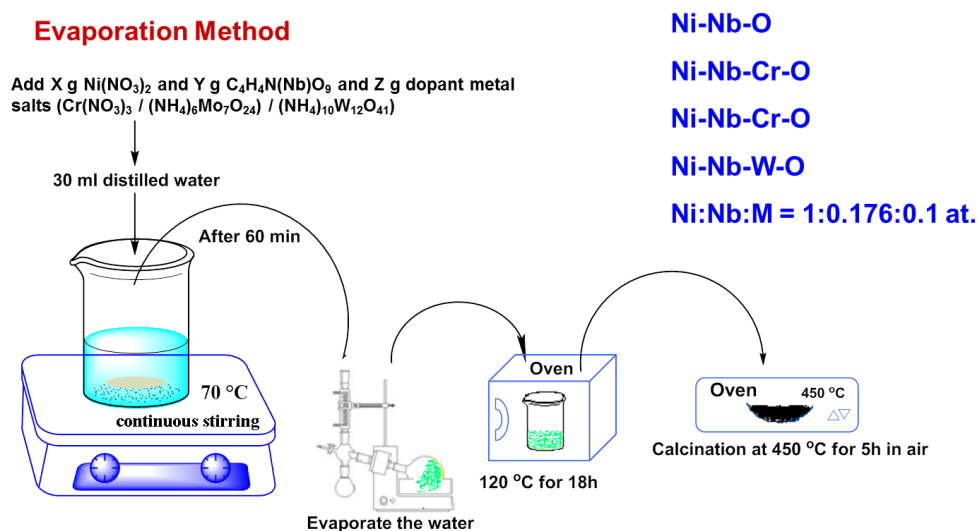 Evaporation Method
Add X g Ni(NO₃)₂ and Y g C₄H₄N(Nb)O₉ and Z g dopant metal
salts (Cr(NO₃)₃ / (NH₄)₆Mo₇O₂₄) / (NH₄)₁₀W₁₂O₄₁)
30 ml distilled water
After 60 min
70 °C
continuous stirring
Evaporate the water
Oven
120 °C for 18h
Oven
450 °C
Calcination at 450 °C for 5h in air
Ni-Nb-O
Ni-Nb-Cr-O
Ni-Nb-Cr-O
Ni-Nb-W-O
Ni:Nb:M = 1:0.176:0.1 at.